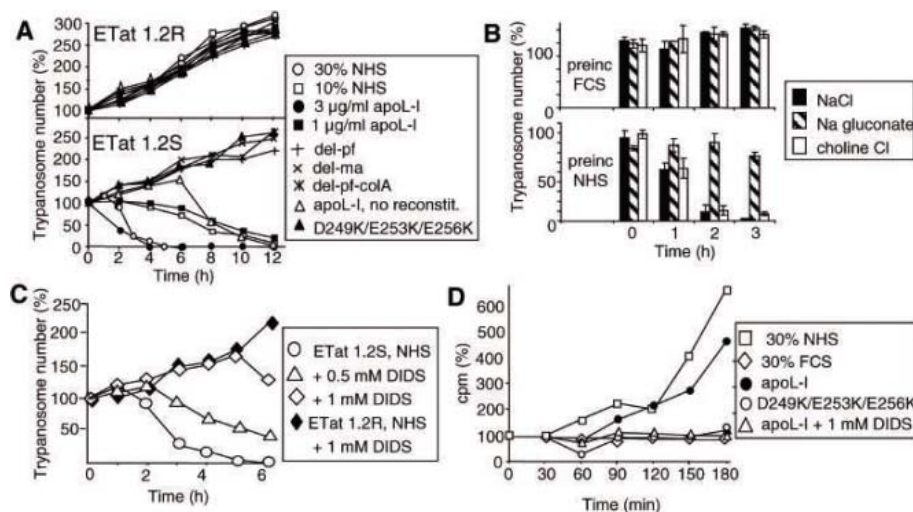 A
ETat 1.2R
300
250
200
150
100
ETat 1.2S
250
200
150
100
50
0
0 2 4 6 8 10 12
Time (h)
Trypanosome number (%)
30% NHS
10% NHS
3 µg/ml apoL-I
1 µg/ml apoL-I
del-pf
del-ma
del-pf-colA
apoL-I, no reconstit.
D249K/E253K/E256K
B
preinc
FCS
100
preinc
NHS
100
50
0
0 1 2 3
Time (h)
Trypanosome number (%)
NaCl
Na gluconate
choline Cl
C
250
200
150
100
50
0 2 4 6
Time (h)
Trypanosome number (%)
ETat 1.2S, NHS
+ 0.5 mM DIDS
+ 1 mM DIDS
ETat 1.2R, NHS
+ 1 mM DIDS
D
600
500
400
300
200
100
0
0 30 60 90 120 150 180
Time (min)
cpm (%)
30% NHS
30% FCS
apoL-I
D249K/E253K/E256K
apoL-I + 1 mM DIDS